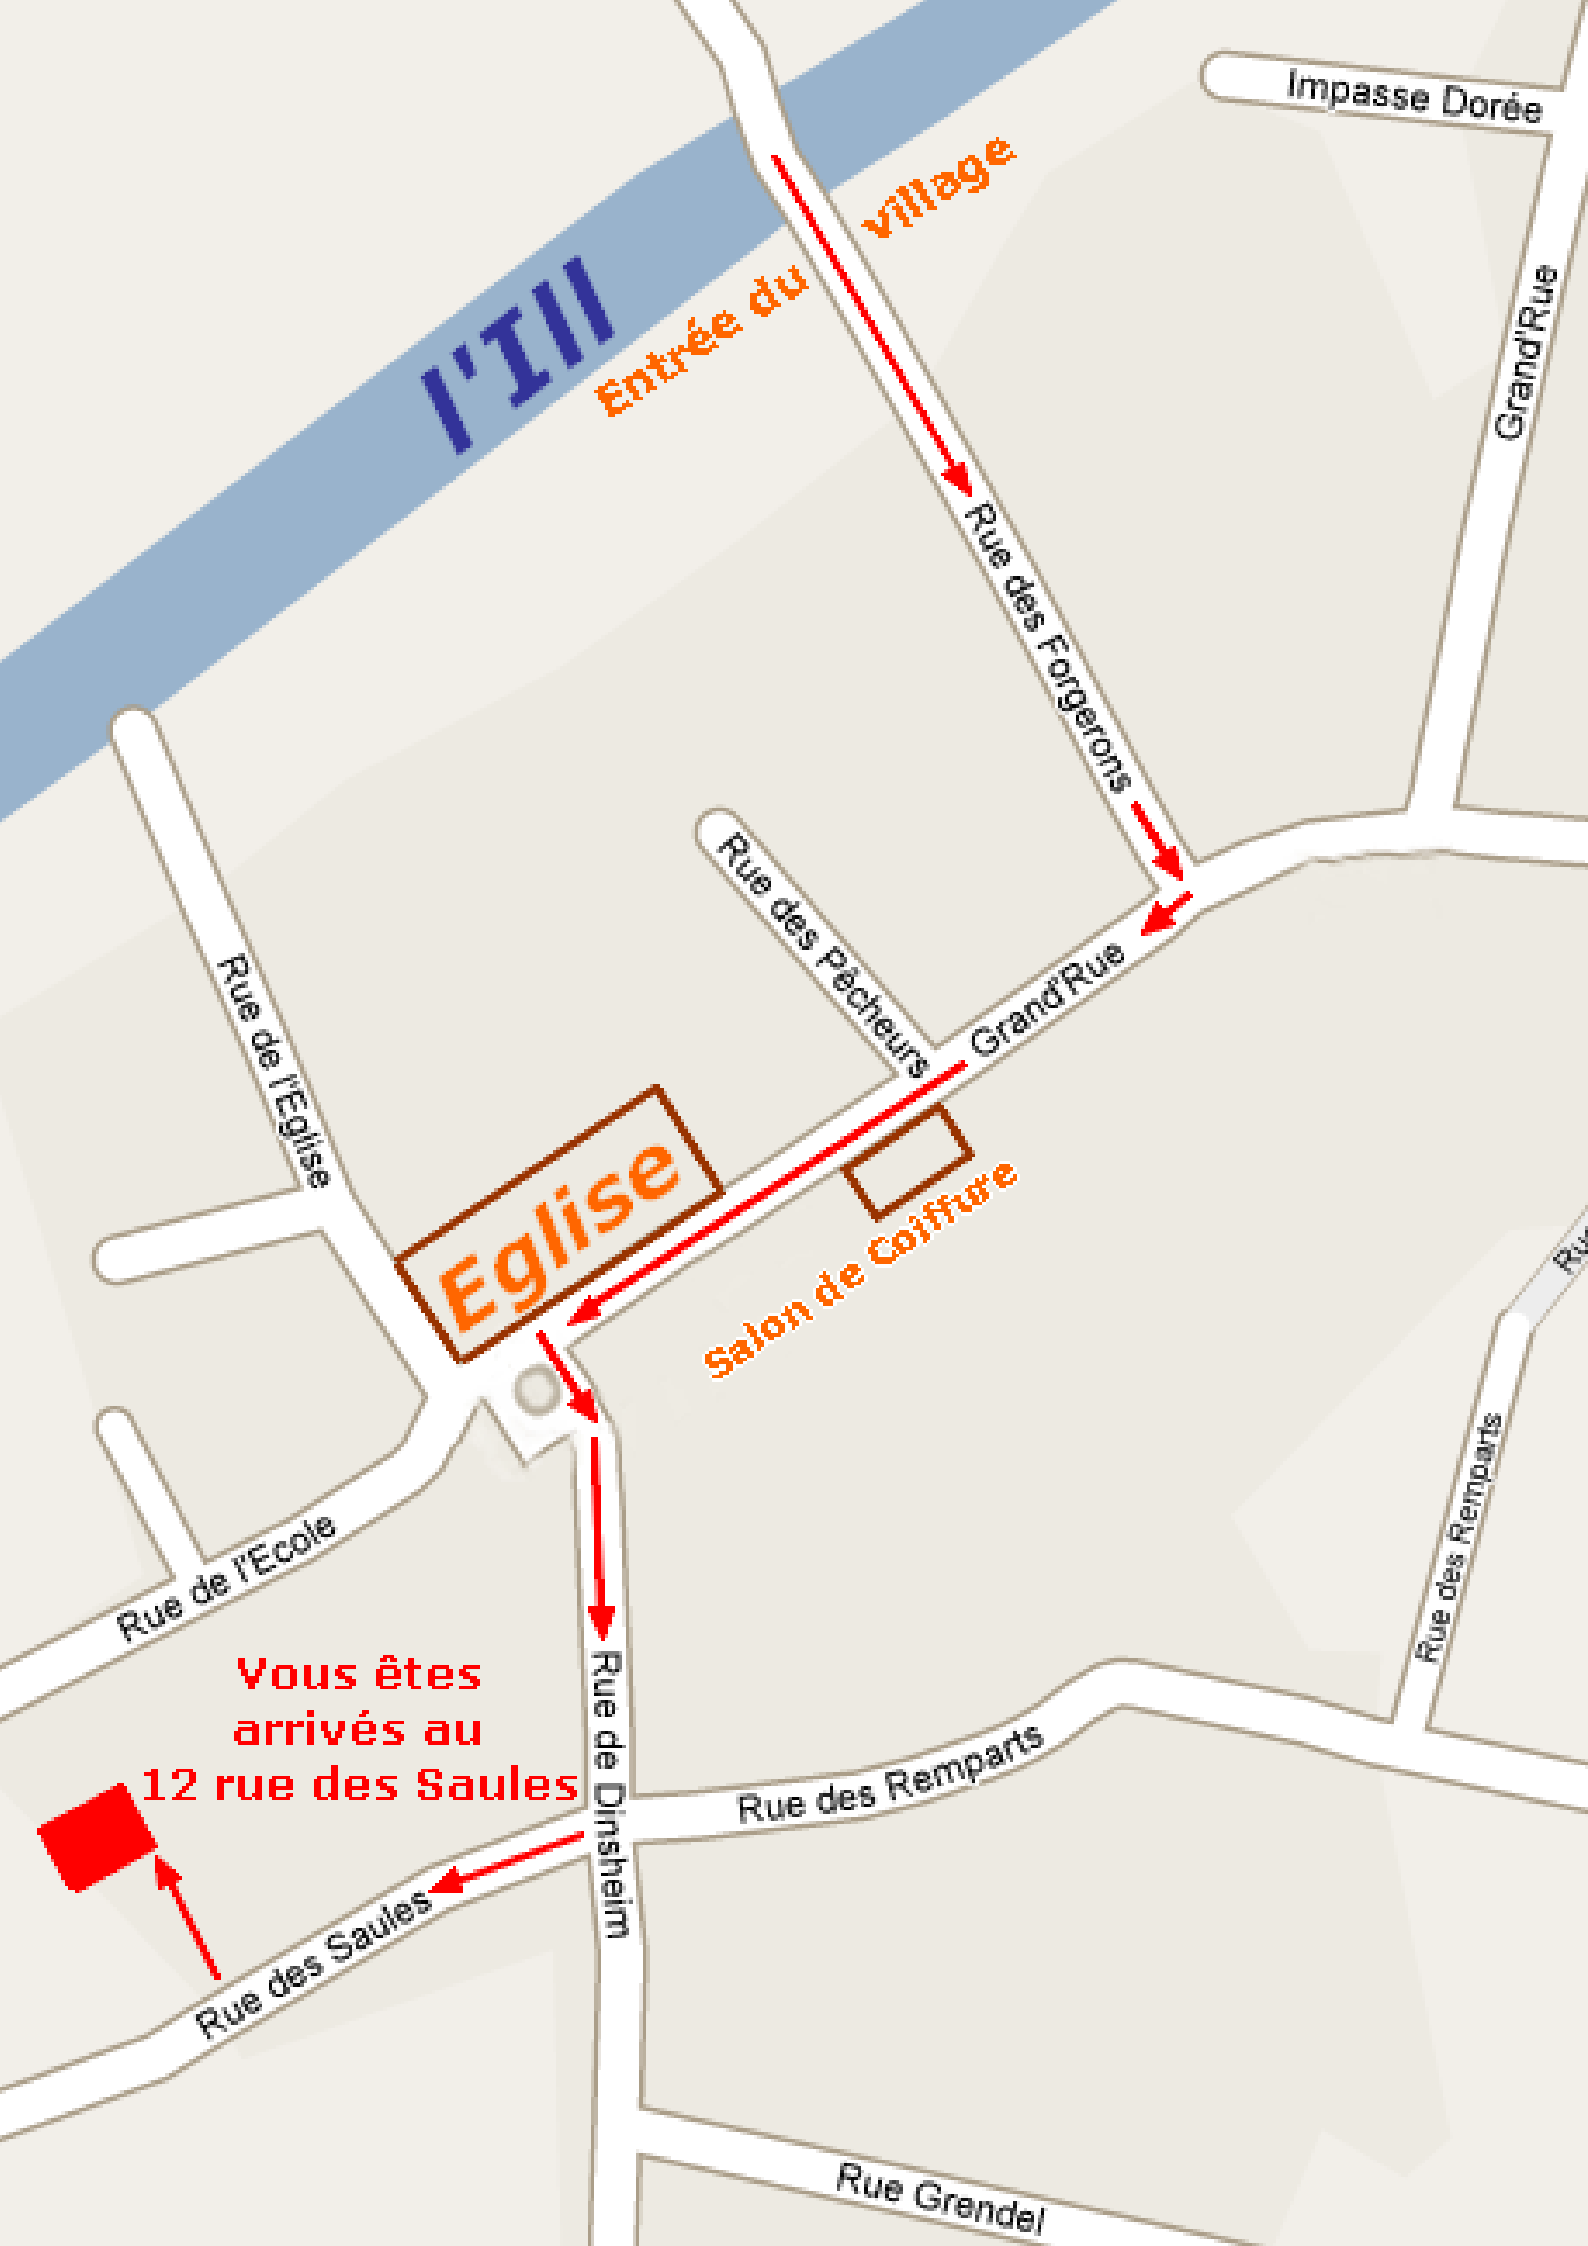 Impasse Dorée
village
Entrée du
l'Ill
Grand'Rue
Rue des Forgerons
Rue des Pêcheurs
Grand'Rue
Rue de l'Eglise
Eglise
Salon de Coiffure
Rue des Remparts
Rue de l'Ecole
Vous êtes
arrivés au
12 rue des Saules
Rue de Dinsheim
Rue des Remparts
Rue des Saules
Rue Grendel